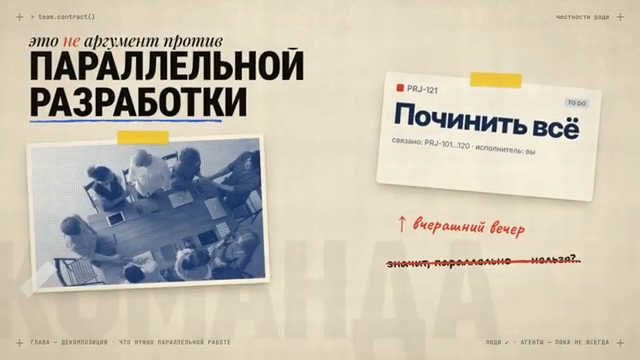 > team.contract()
честности ради
это не аргумент против
ПАРАЛЛЕЛЬНОЙ
РАЗРАБОТКИ
PRJ-121
TO DO
Починить всё
связано: PRJ-101…120 · исполнитель: вы
↑ вчерашний вечер
значит, параллельно — нельзя?..
КОМАНДА
ГЛАВА — ДЕКОМПОЗИЦИЯ · ЧТО НУЖНО ПАРАЛЛЕЛЬНОЙ РАБОТЕ
ЛЮДИ ✓ · АГЕНТЫ — ПОКА НЕ ВСЕГДА